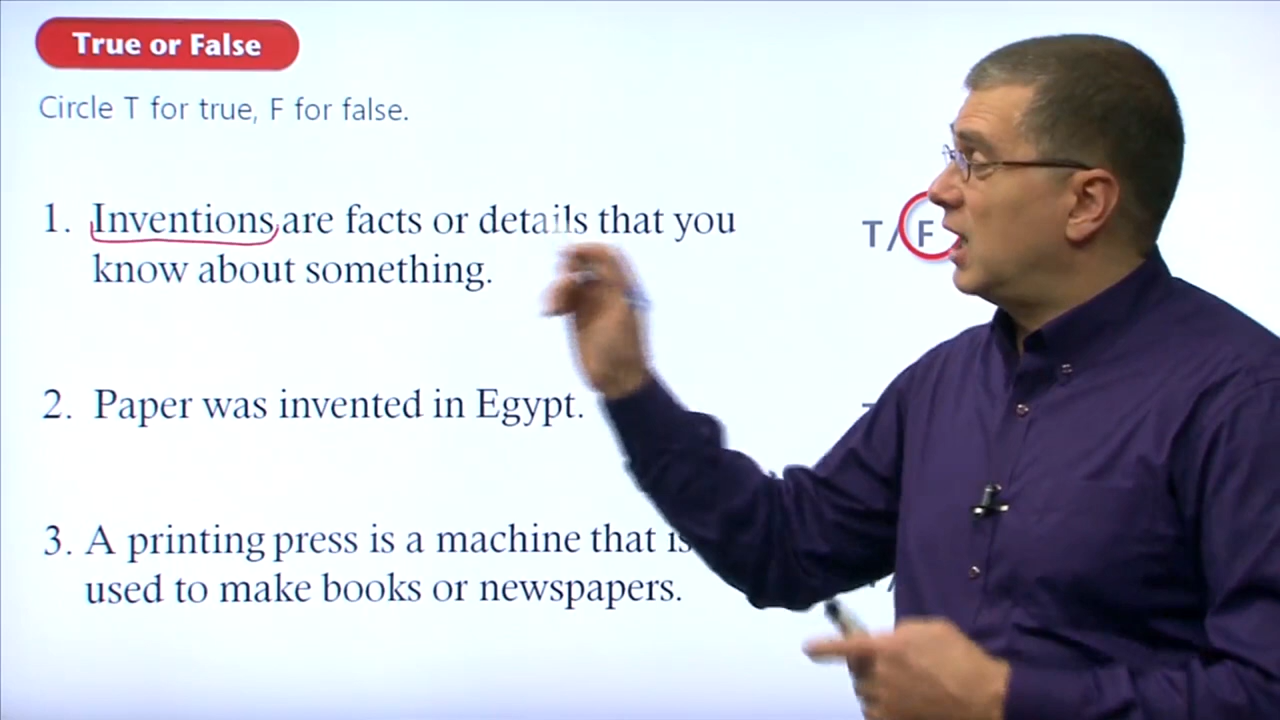 True or False
Circle T for true, F for false.
1. Inventions are facts or details that you T/F
know about something.
2. Paper was invented in Egypt.
3. A printing press is a machine that is
used to make books or newspapers.